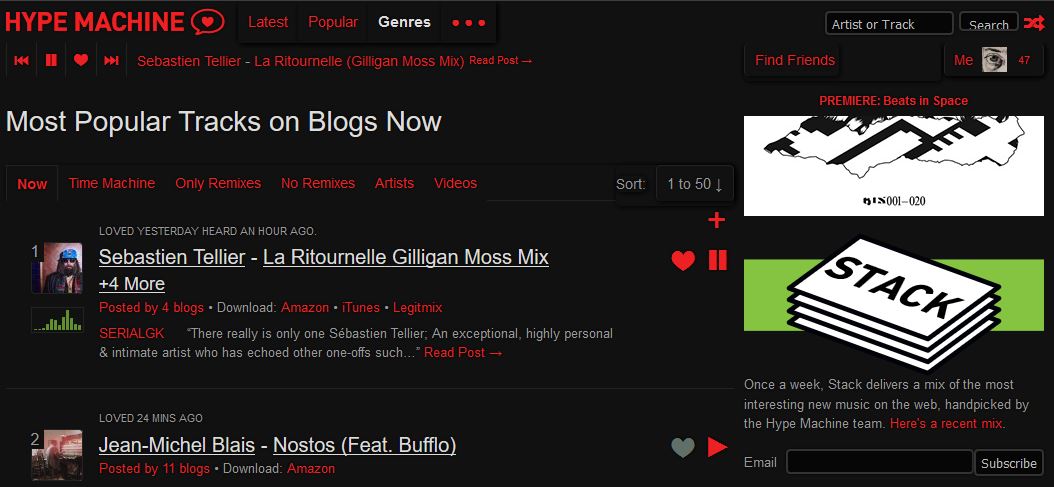 HYPE MACHINE
Latest Popular Genres
Artist or Track
Search
Sebastien Tellier - La Ritournelle (Gilligan Moss Mix) Read Post →
Find Friends
Me 47
PREMIERE: Beats in Space
Most Popular Tracks on Blogs Now
Now Time Machine Only Remixes No Remixes Artists Videos
Sort: 1 to 50 ↓
BIS001–020
LOVED YESTERDAY HEARD AN HOUR AGO.
1
Sebastien Tellier - La Ritournelle Gilligan Moss Mix
+4 More
Posted by 4 blogs • Download: Amazon • iTunes • Legitmix
SERIALGK “There really is only one Sébastien Tellier; An exceptional, highly personal
& intimate artist who has echoed other one-offs such…” Read Post →
STACK
Once a week, Stack delivers a mix of the most
interesting new music on the web, handpicked by
the Hype Machine team. Here's a recent mix.
Email
Subscribe
LOVED 24 MINS AGO
2
Jean-Michel Blais - Nostos (Feat. Bufflo)
Posted by 11 blogs • Download: Amazon